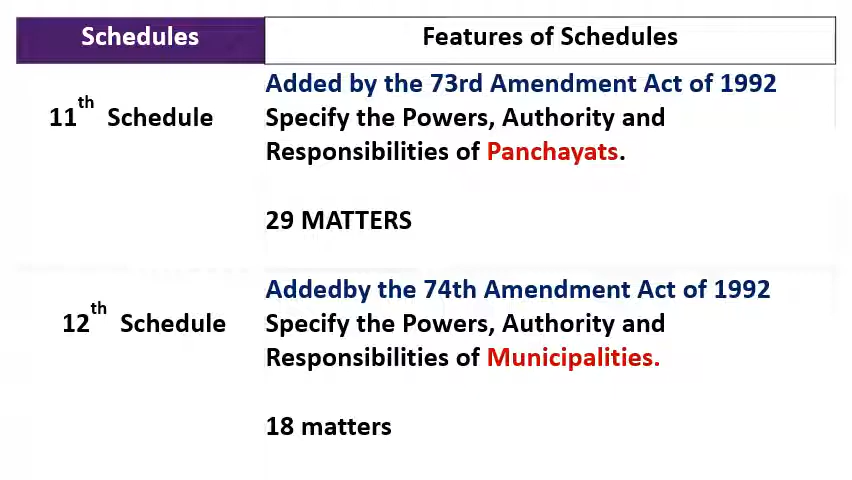 Schedules Features of Schedules
11th Schedule
Added by the 73rd Amendment Act of 1992
Specify the Powers, Authority and
Responsibilities of Panchayats.
29 MATTERS
12th Schedule
Addedby the 74th Amendment Act of 1992
Specify the Powers, Authority and
Responsibilities of Municipalities.
18 matters